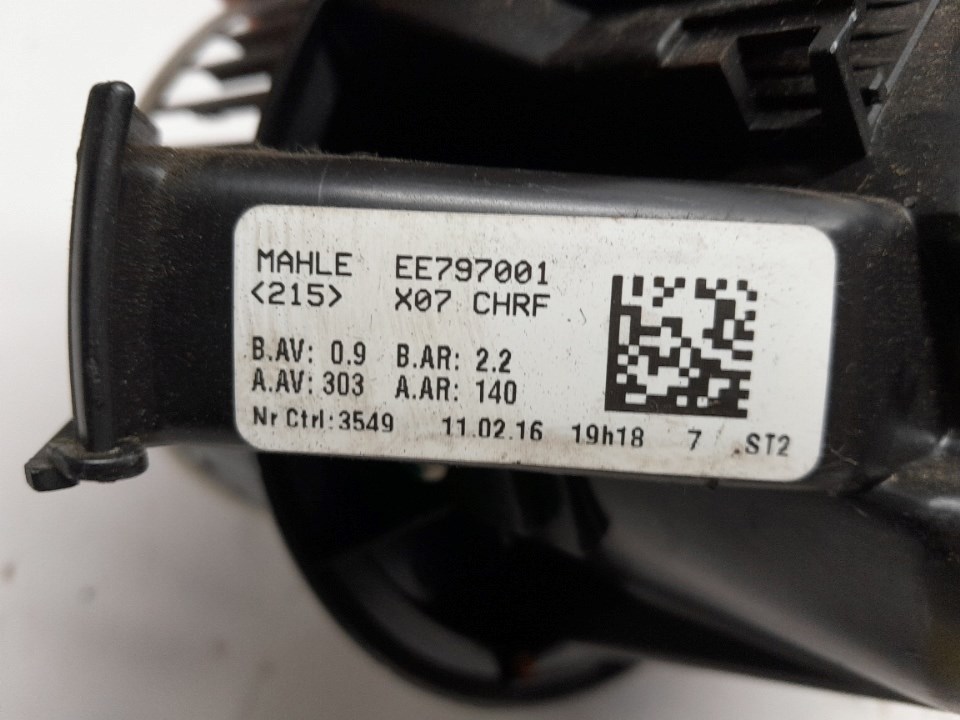 MAHLE EE797001
<215> X07 CHRF
B.AV: 0.9 B.AR: 2.2
A.AV: 303 A.AR: 140
Nr Ctrl:3549 11.02.16 19h18 7 .ST2